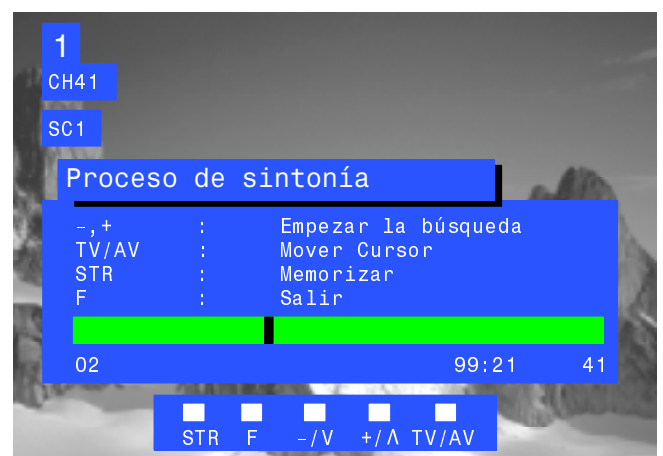 1
CH41
SC1
Proceso de sintonía
–,+ : Empezar la búsqueda
TV/AV : Mover Cursor
STR : Memorizar
F : Salir
02 99:21 41
STR F –/V +/Λ TV/AV